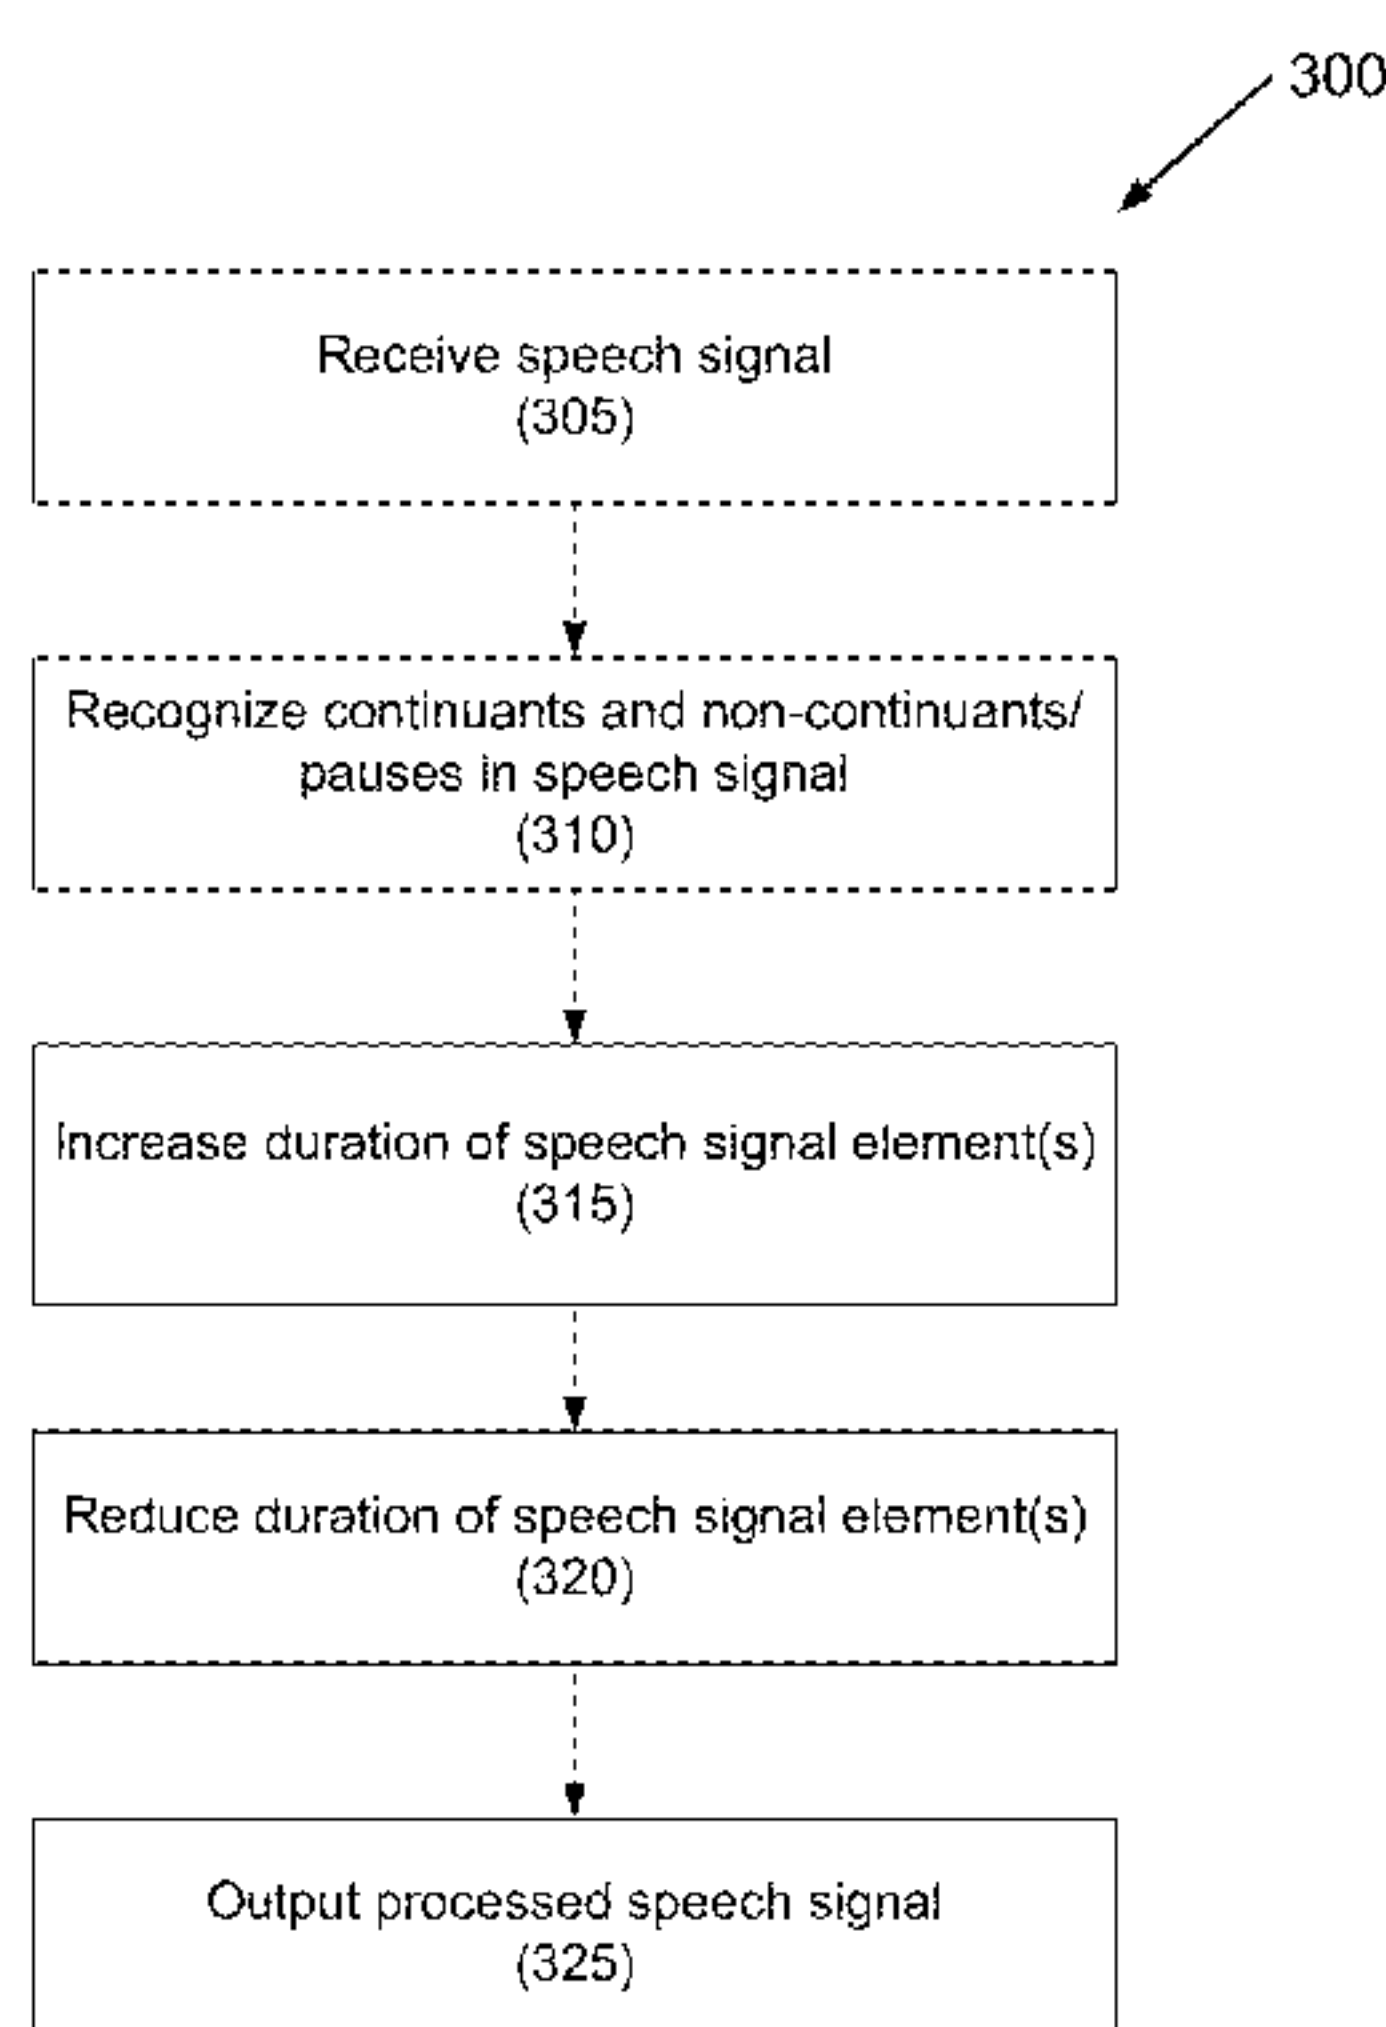 300
Receive speech signal
(305)
Recognize continuants and non-continuants/
pauses in speech signal
(310)
Increase duration of speech signal element(s)
(315)
Reduce duration of speech signal element(s)
(320)
Output processed speech signal
(325)